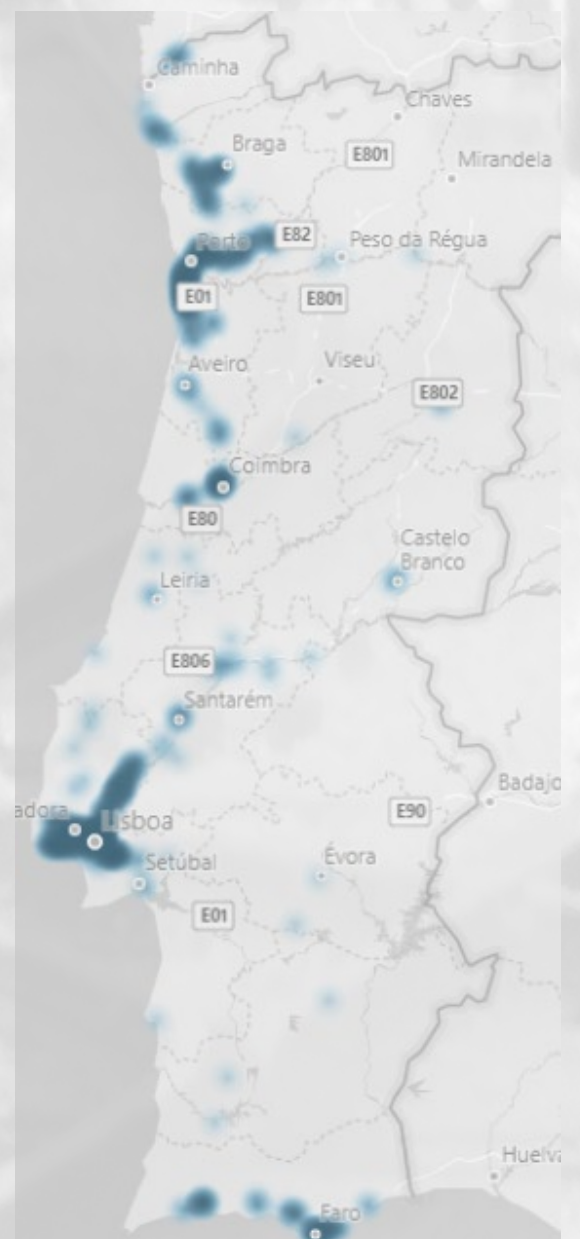 Caminha
Chaves
Braga
E801
Mirandela
E82
Porto
Peso da Régua
E01
E801
Aveiro
Viseu
E802
Coimbra
E80
Castelo
Branco
Leiria
E806
Santarém
Badajo
adora
Lisboa
E90
Setúbal
Évora
E01
E
Huelva
Faro